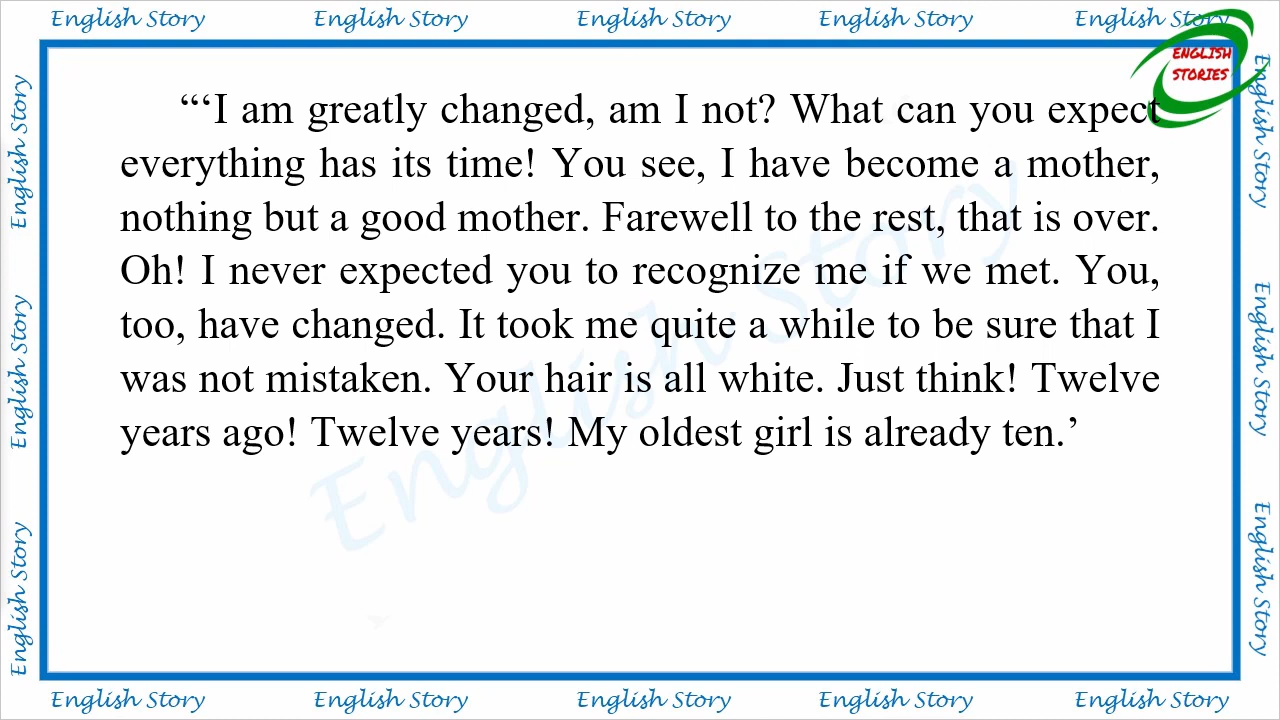 English Story English Story English Story English Story English Story
ENGLISH
STORIES
“‘I am greatly changed, am I not? What can you expect
everything has its time! You see, I have become a mother,
nothing but a good mother. Farewell to the rest, that is over.
Oh! I never expected you to recognize me if we met. You,
too, have changed. It took me quite a while to be sure that I
was not mistaken. Your hair is all white. Just think! Twelve
years ago! Twelve years! My oldest girl is already ten.’
English Story
English Story
English Story
English Story
English Story
English Story
English Story
English Story English Story English Story English Story English Story